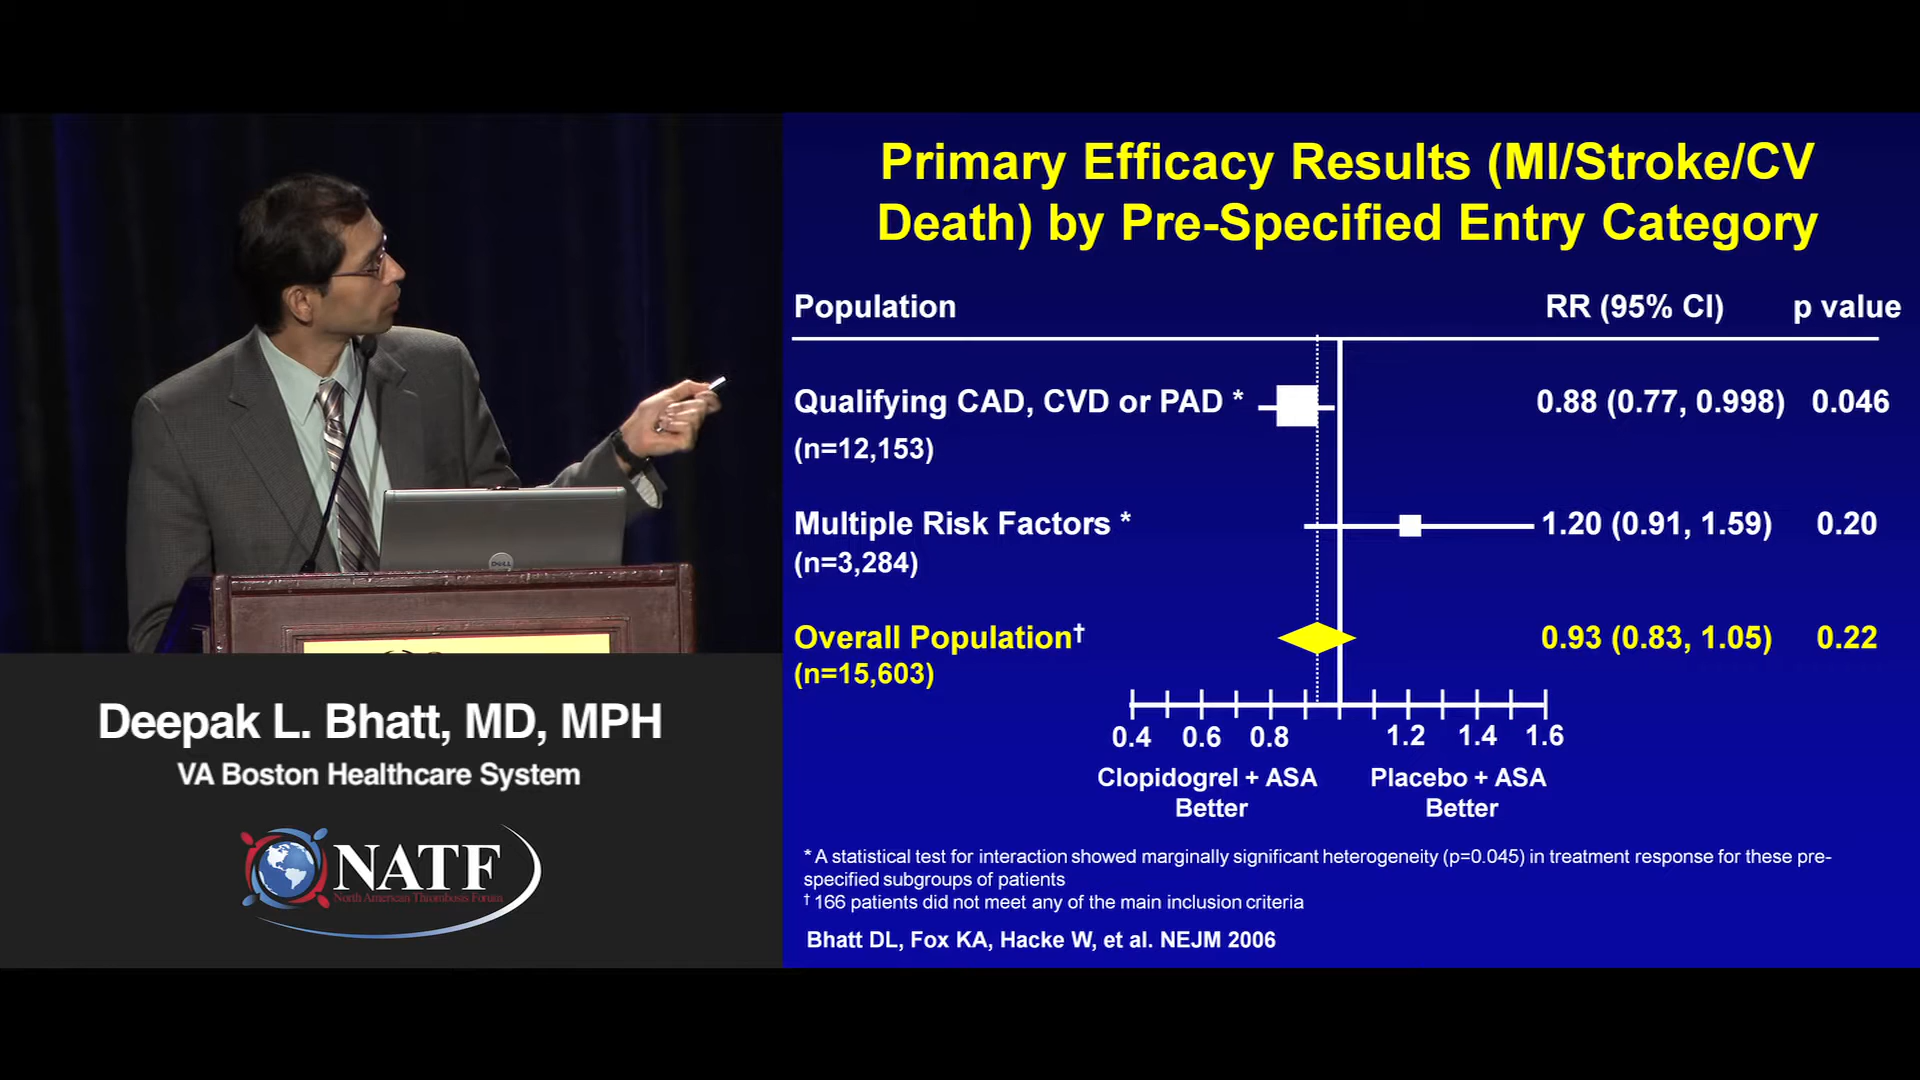 Primary Efficacy Results (MI/Stroke/CV
Death) by Pre-Specified Entry Category
Population RR (95% CI) p value
Qualifying CAD, CVD or PAD * 0.88 (0.77, 0.998) 0.046
(n=12,153)
Multiple Risk Factors * 1.20 (0.91, 1.59) 0.20
(n=3,284)
Overall Population† 0.93 (0.83, 1.05) 0.22
(n=15,603)
0.4 0.6 0.8 1.2 1.4 1.6
Clopidogrel + ASA Placebo + ASA
Better Better
* A statistical test for interaction showed marginally significant heterogeneity (p=0.045) in treatment response for these pre-
specified subgroups of patients
† 166 patients did not meet any of the main inclusion criteria
Bhatt DL, Fox KA, Hacke W, et al. NEJM 2006
DELL
Deepak L. Bhatt, MD, MPH
VA Boston Healthcare System
NATF
North American Thrombosis Forum